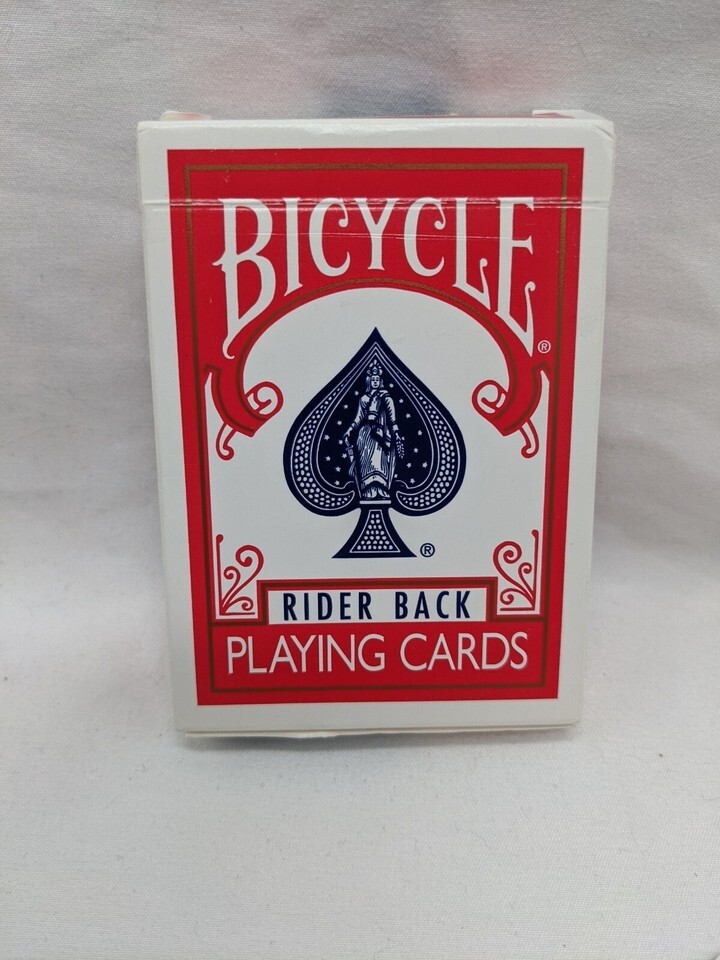 BICYCLE®
®
RIDER BACK
PLAYING CARDS